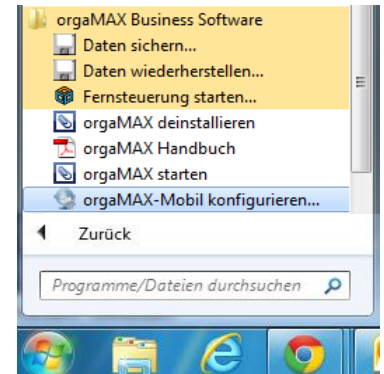 orgaMAX Business Software
Daten sichern...
Daten wiederherstellen...
Fernsteuerung starten...
orgaMAX deinstallieren
orgaMAX Handbuch
orgaMAX starten
orgaMAX-Mobil konfigurieren...
Zurück
Programme/Dateien durchsuchen